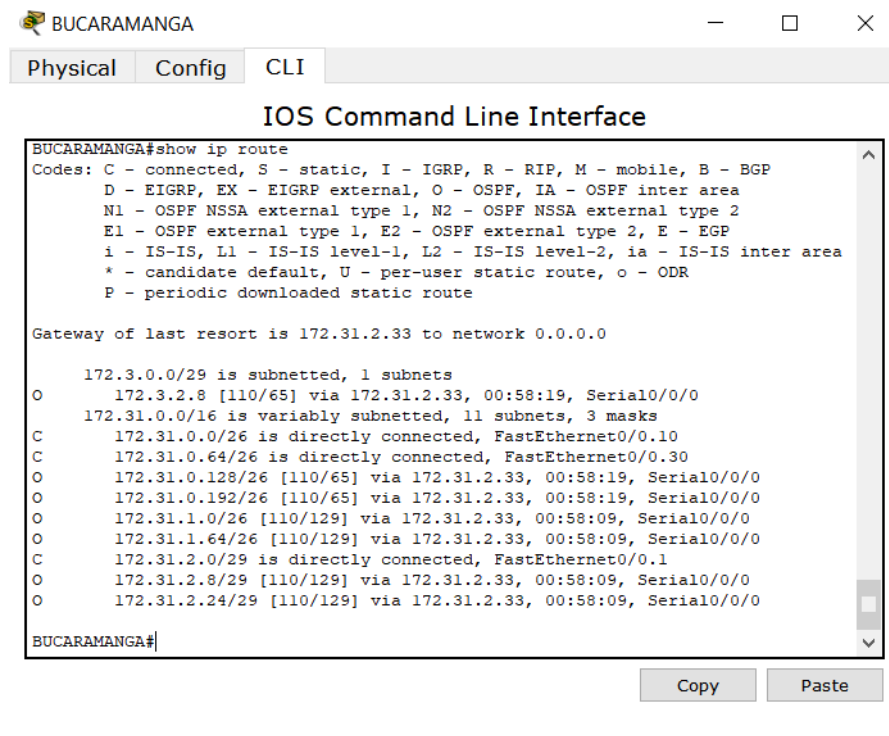 BUCARAMANGA
Physical Config CLI
IOS Command Line Interface
BUCARAMANGA#show ip route
Codes: C - connected, S - static, I - IGRP, R - RIP, M - mobile, B - BGP
D - EIGRP, EX - EIGRP external, O - OSPF, IA - OSPF inter area
N1 - OSPF NSSA external type 1, N2 - OSPF NSSA external type 2
E1 - OSPF external type 1, E2 - OSPF external type 2, E - EGP
i - IS-IS, L1 - IS-IS level-1, L2 - IS-IS level-2, ia - IS-IS inter area
* - candidate default, U - per-user static route, o - ODR
P - periodic downloaded static route
Gateway of last resort is 172.31.2.33 to network 0.0.0.0
172.3.0.0/29 is subnetted, 1 subnets
O 172.3.2.8 [110/65] via 172.31.2.33, 00:58:19, Serial0/0/0
172.31.0.0/16 is variably subnetted, 11 subnets, 3 masks
C 172.31.0.0/26 is directly connected, FastEthernet0/0.10
C 172.31.0.64/26 is directly connected, FastEthernet0/0.30
O 172.31.0.128/26 [110/65] via 172.31.2.33, 00:58:19, Serial0/0/0
O 172.31.0.192/26 [110/65] via 172.31.2.33, 00:58:19, Serial0/0/0
O 172.31.1.0/26 [110/129] via 172.31.2.33, 00:58:09, Serial0/0/0
O 172.31.1.64/26 [110/129] via 172.31.2.33, 00:58:09, Serial0/0/0
C 172.31.2.0/29 is directly connected, FastEthernet0/0.1
O 172.31.2.8/29 [110/129] via 172.31.2.33, 00:58:09, Serial0/0/0
O 172.31.2.24/29 [110/129] via 172.31.2.33, 00:58:09, Serial0/0/0
BUCARAMANGA#
Copy Paste